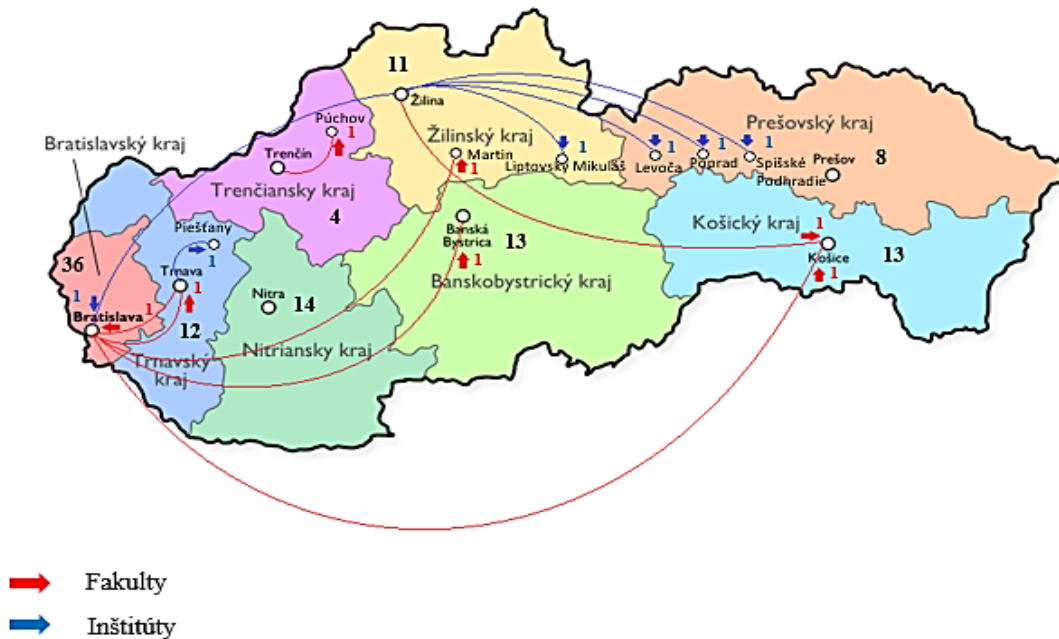 11
Žilina
Púchov
1
Bratislavský kraj
Trenčín
Žilinský kraj
1
1
1
1
Prešovský kraj
Martin
1
Liptovský Mikuláš
Levoča
Poprad
Spišské
Podhradie
Prešov
8
Trenčiansky kraj
4
Piešťany
1
Banská
Bystrica
13
1
Košický kraj
1
Košice
13
1
36
Trnava
1
Nitra
14
Banskobystrický kraj
1
1
Bratislava
12
Trnavský
kraj
Nitriansky kraj
Fakulty
Inštitúty